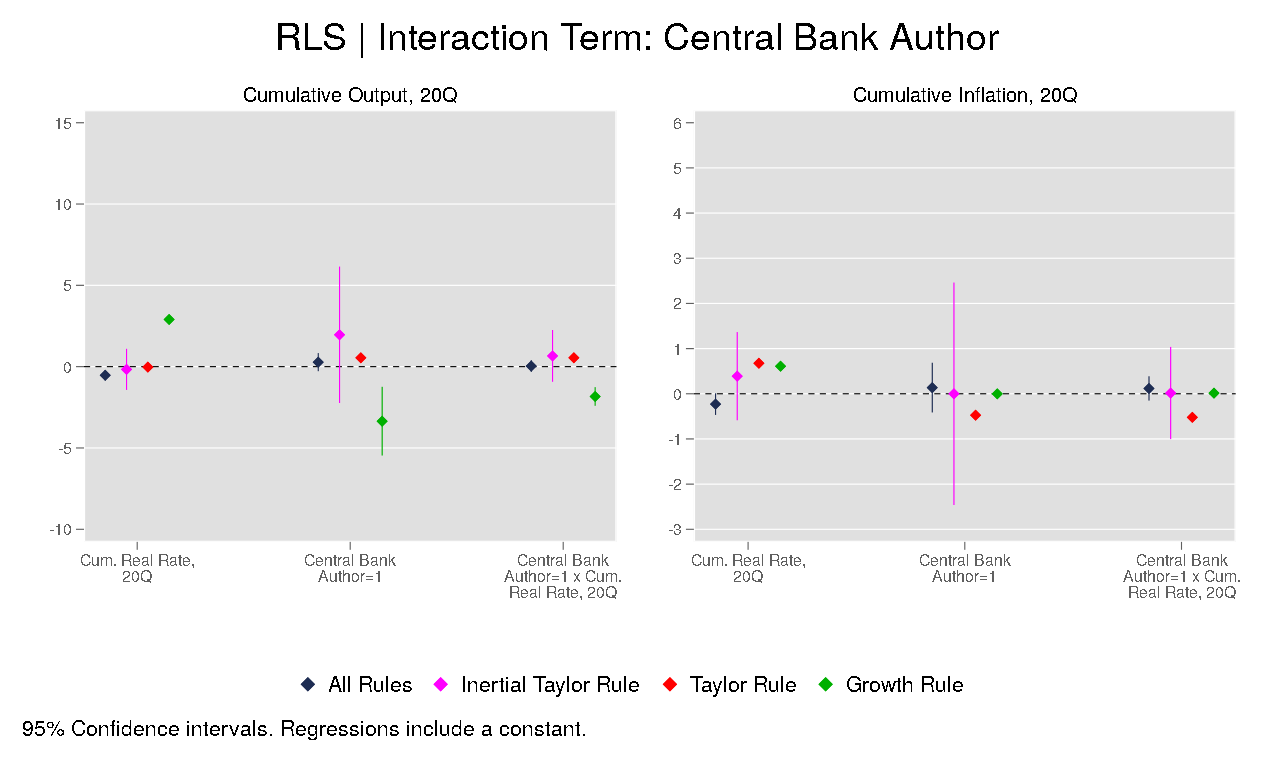 RLS | Interaction Term: Central Bank Author
Cumulative Output, 20Q
15
10
5
0
-5
-10
Cum. Real Rate,
20Q
Central Bank
Author=1
Central Bank
Author=1 x Cum.
Real Rate, 20Q
Cumulative Inflation, 20Q
6
5
4
3
2
1
0
-1
-2
-3
Cum. Real Rate,
20Q
Central Bank
Author=1
Central Bank
Author=1 x Cum.
Real Rate, 20Q
All Rules Inertial Taylor Rule Taylor Rule Growth Rule
95% Confidence intervals. Regressions include a constant.